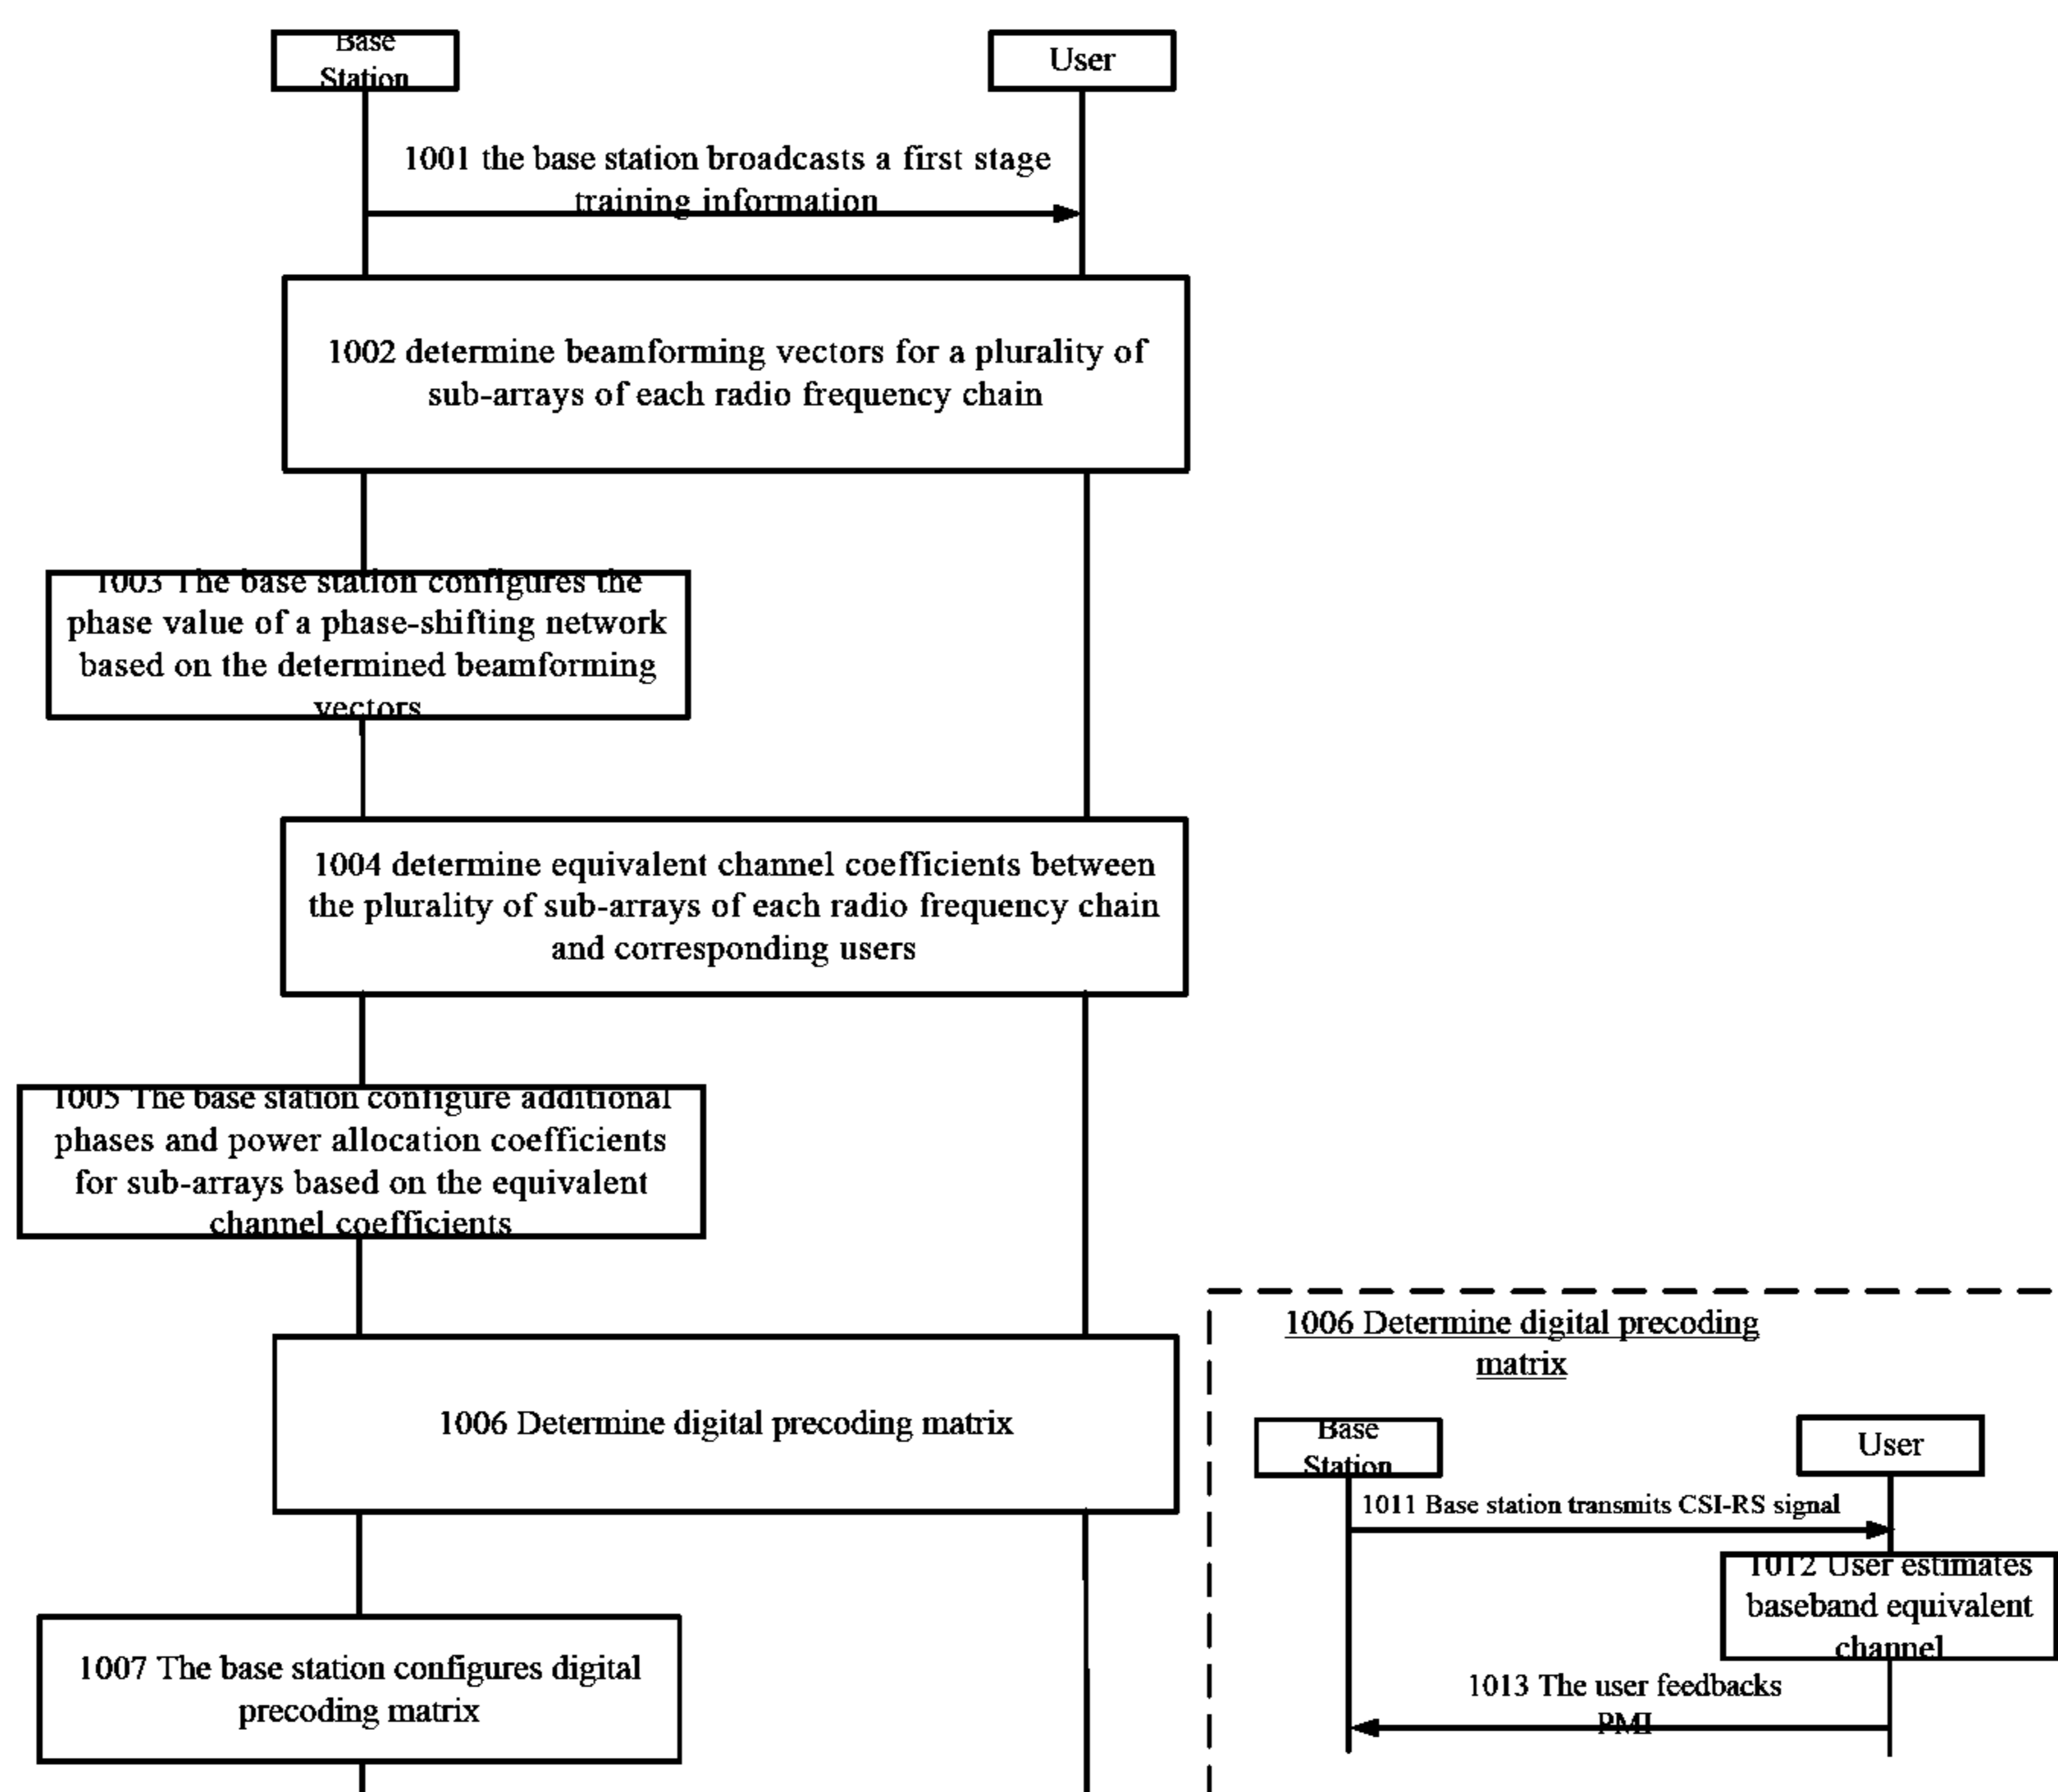 Base
Station
User
1001 the base station broadcasts a first stage
training information
1002 determine beamforming vectors for a plurality of
sub-arrays of each radio frequency chain
1003 The base station configures the
phase value of a phase-shifting network
based on the determined beamforming
vectors
1004 determine equivalent channel coefficients between
the plurality of sub-arrays of each radio frequency chain
and corresponding users
1005 The base station configure additional
phases and power allocation coefficients
for sub-arrays based on the equivalent
channel coefficients
1006 Determine digital precoding matrix
1007 The base station configures digital
precoding matrix
1006 Determine digital precoding
matrix
Base
Station
User
1011 Base station transmits CSI-RS signal
1012 User estimates
baseband equivalent
channel
1013 The user feedbacks
PMI